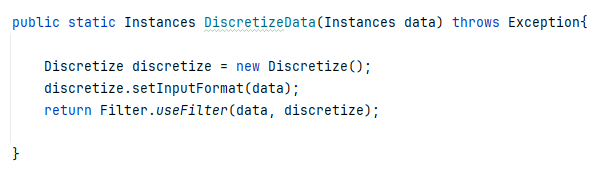 public static Instances DiscretizeData(Instances data) throws Exception{
Discretize discretize = new Discretize();
discretize.setInputFormat(data);
return Filter.useFilter(data, discretize);
}